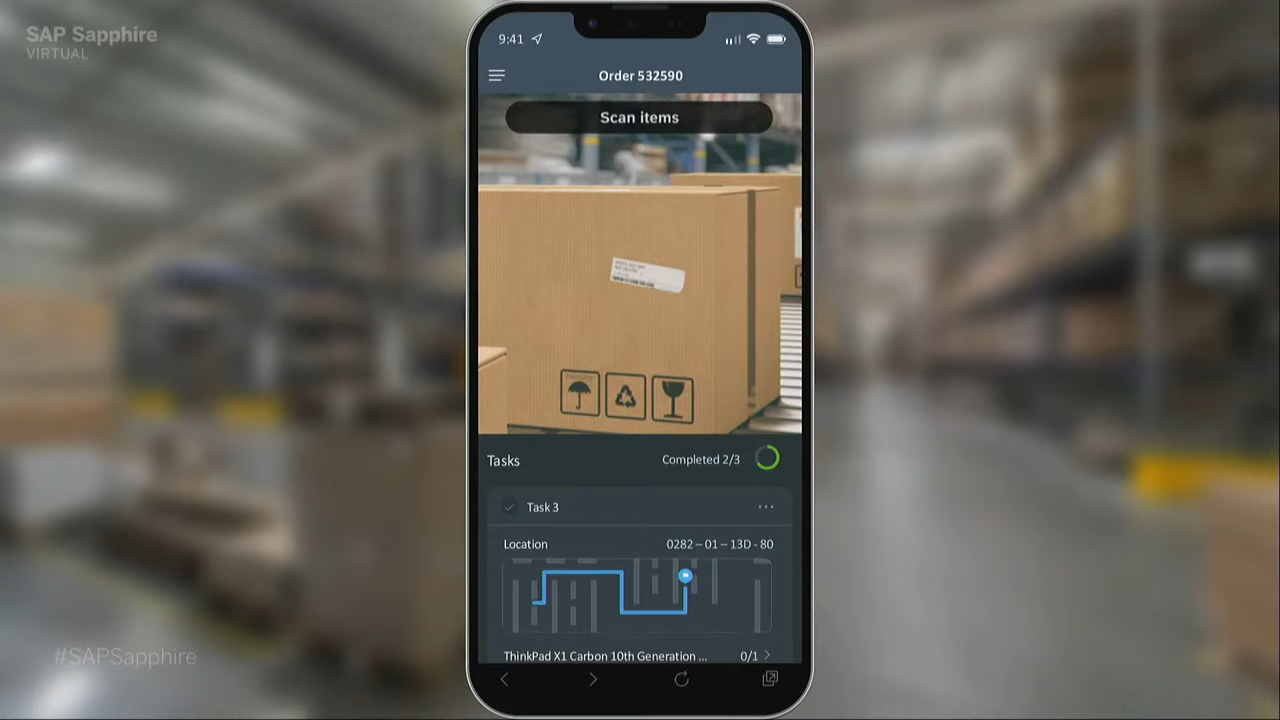 SAP Sapphire
VIRTUAL
9:41
Order 532590
Scan items
Tasks
Completed 2/3
Task 3
Location
0282 – 01 – 13D - 80
ThinkPad X1 Carbon 10th Generation ...
0/1
#SAPSapphire